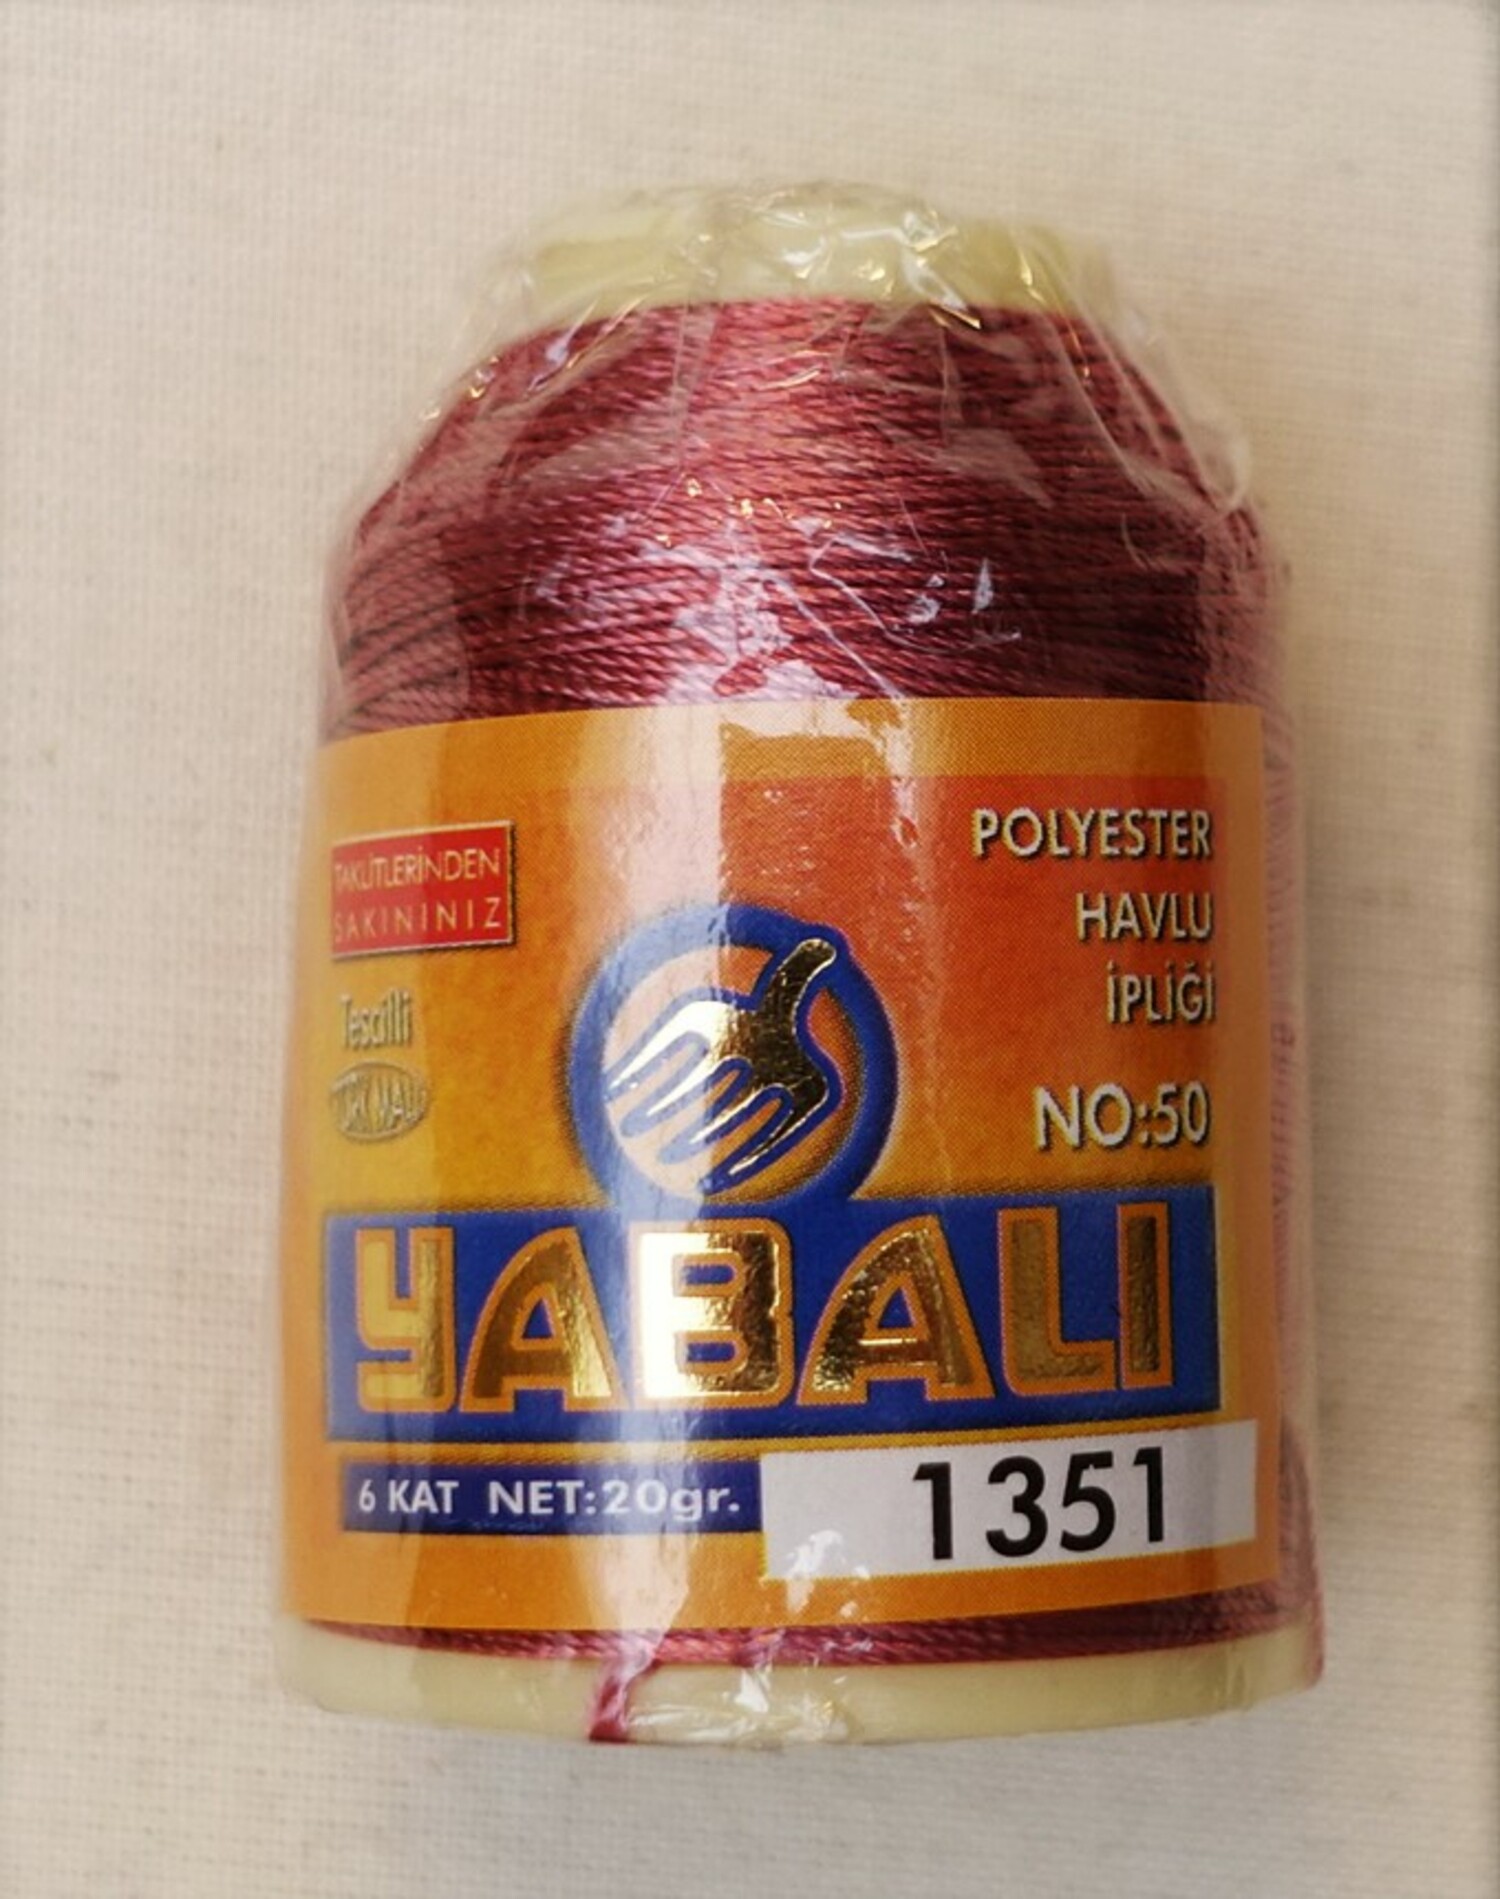 TAKLİTLERİNDEN
SAKININIZ
Tescilli
POLYESTER
HAVLU
İPLİĞİ
NO:50
YABALI
6 KAT NET:20gr.
1351